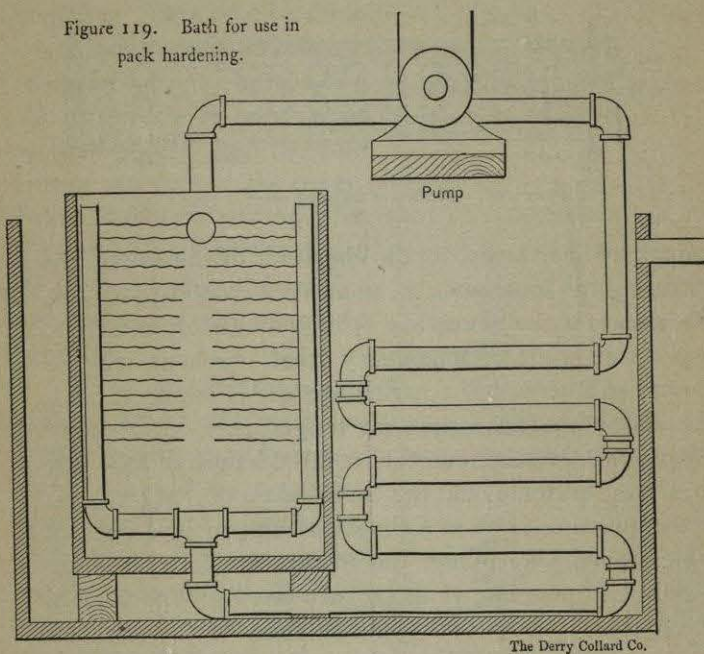 Figure 119. Bath for use in
pack hardening.
Pump
The Derry Collard Co.